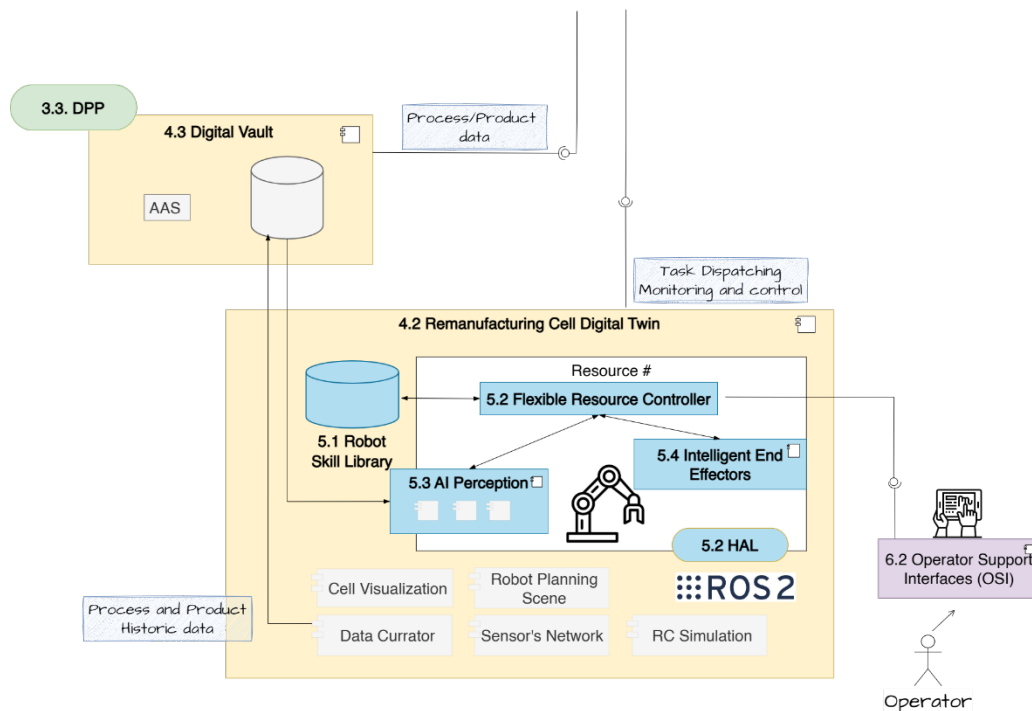 3.3. DPP
4.3 Digital Vault
Process/Product
data
AAS
Task Dispatching
Monitoring and control
4.2 Remanufacturing Cell Digital Twin
Resource #
5.2 Flexible Resource Controller
5.1 Robot
Skill Library
5.4 Intelligent End
Effectors
5.3 AI Perception
5.2 HAL
6.2 Operator Support
Interfaces (OSI)
Cell Visualization
Robot Planning
Scene
ROS 2
Process and Product
Historic data
Data Currator
Sensor's Network
RC Simulation
Operator